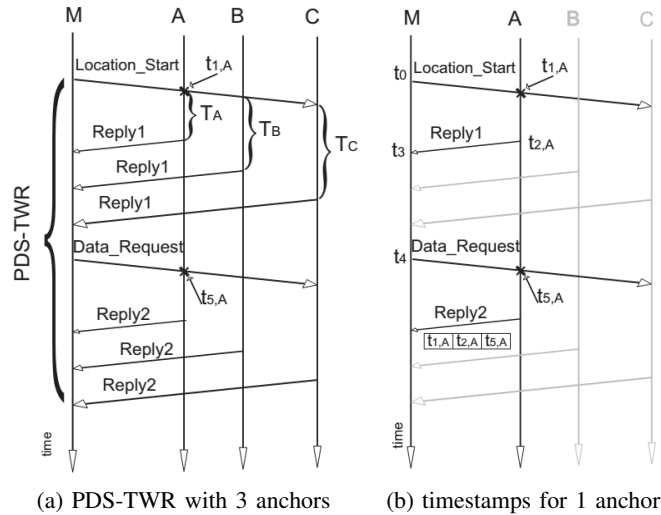 M A B C
Location_Start
t1,A
TA
TB
TC
Reply1
Reply1
Reply1
Data_Request
t5,A
Reply2
Reply2
Reply2
PDS-TWR
time
(a) PDS-TWR with 3 anchors
M A B C
t0
Location_Start
t1,A
Reply1
t2,A
t3
Data_Request
t4
t5,A
Reply2
t1,A t2,A t5,A
time
(b) timestamps for 1 anchor